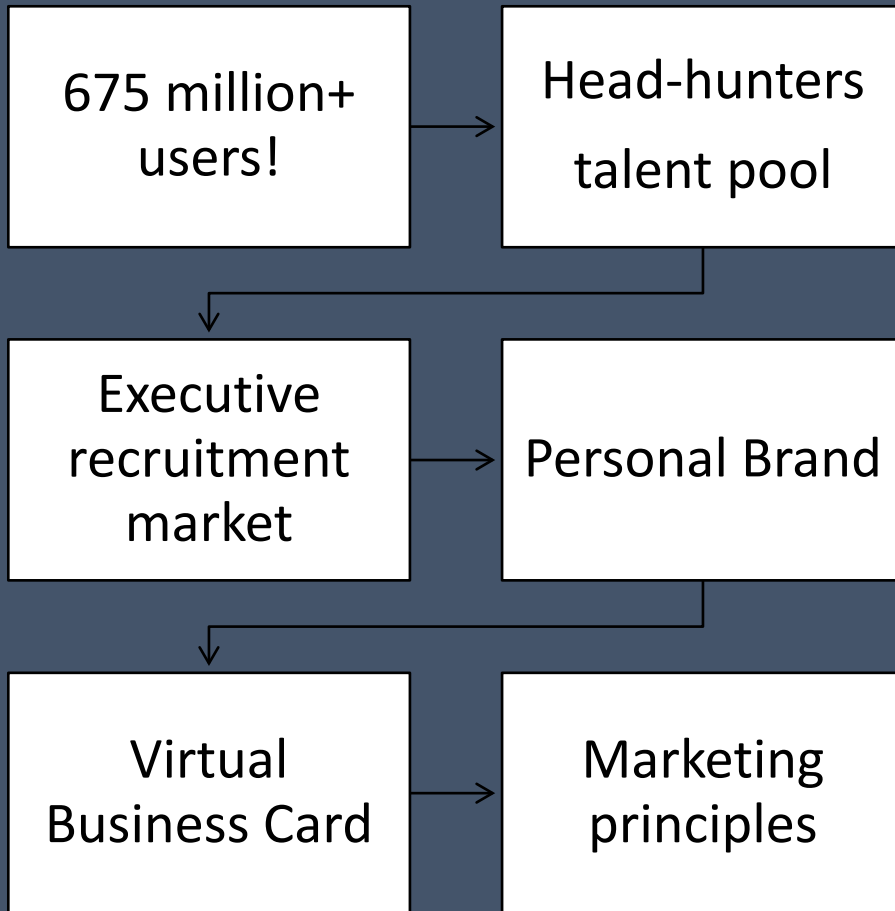 675 million+
users!
Head-hunters
talent pool
Executive
recruitment
market
Personal Brand
Virtual
Business Card
Marketing
principles